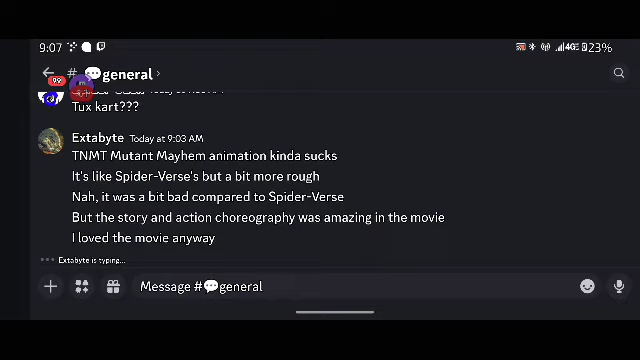 9:07
4G 23%
# 💬general
99
Tux kart???
Extabyte Today at 9:03 AM
TNMT Mutant Mayhem animation kinda sucks
It's like Spider-Verse's but a bit more rough
Nah, it was a bit bad compared to Spider-Verse
But the story and action choreography was amazing in the movie
I loved the movie anyway
Extabyte is typing...
Message #💬general